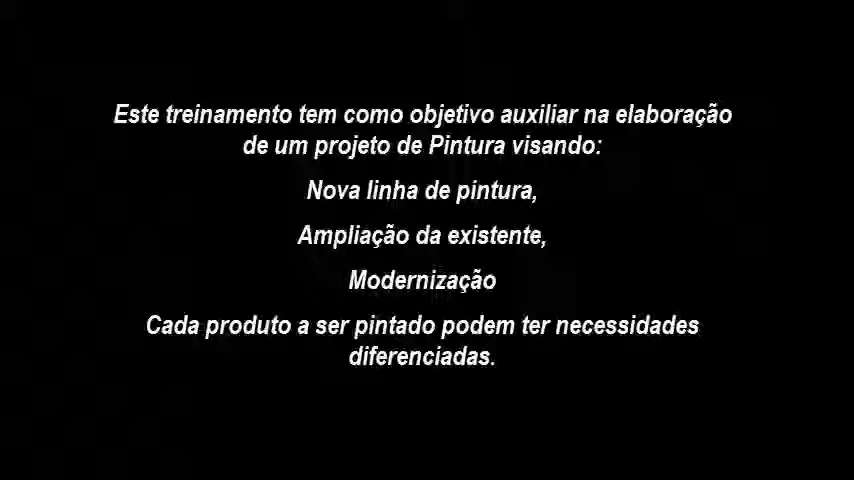 Este treinamento tem como objetivo auxiliar na elaboração
de um projeto de Pintura visando:
Nova linha de pintura,
Ampliação da existente,
Modernização
Cada produto a ser pintado podem ter necessidades
diferenciadas.